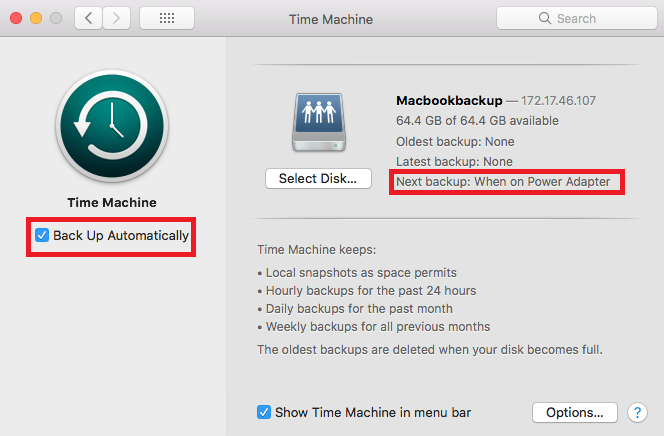 Time Machine
Search
Time Machine
Back Up Automatically
Macbookbackup — 172.17.46.107
64.4 GB of 64.4 GB available
Oldest backup: None
Latest backup: None
Next backup: When on Power Adapter
Select Disk...
Time Machine keeps:
• Local snapshots as space permits
• Hourly backups for the past 24 hours
• Daily backups for the past month
• Weekly backups for all previous months
The oldest backups are deleted when your disk becomes full.
Show Time Machine in menu bar
Options...
?